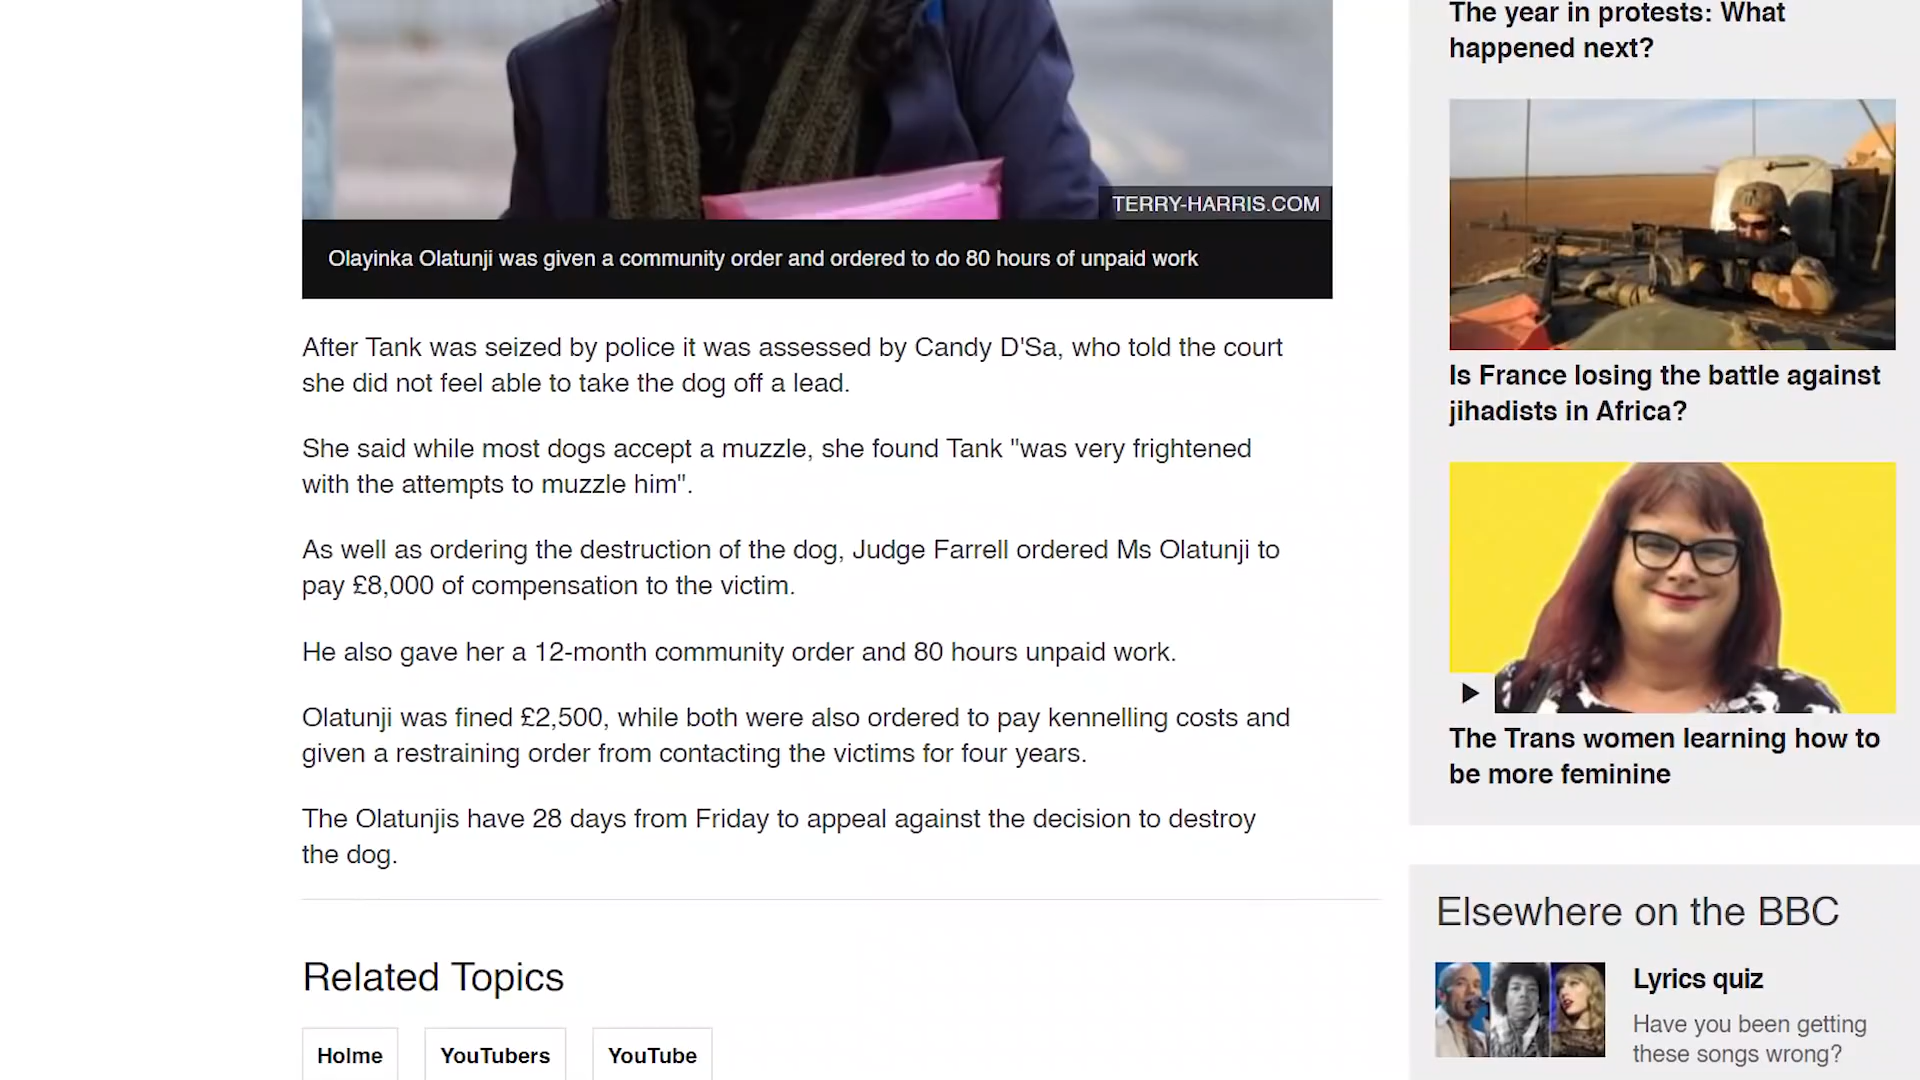 TERRY-HARRIS.COM
Olayinka Olatunji was given a community order and ordered to do 80 hours of unpaid work
After Tank was seized by police it was assessed by Candy D'Sa, who told the court
she did not feel able to take the dog off a lead.
She said while most dogs accept a muzzle, she found Tank "was very frightened
with the attempts to muzzle him".
As well as ordering the destruction of the dog, Judge Farrell ordered Ms Olatunji to
pay £8,000 of compensation to the victim.
He also gave her a 12-month community order and 80 hours unpaid work.
Olatunji was fined £2,500, while both were also ordered to pay kennelling costs and
given a restraining order from contacting the victims for four years.
The Olatunjis have 28 days from Friday to appeal against the decision to destroy
the dog.
Related Topics
Holme
YouTubers
YouTube
The year in protests: What
happened next?
Is France losing the battle against
jihadists in Africa?
The Trans women learning how to
be more feminine
Elsewhere on the BBC
Lyrics quiz
Have you been getting
these songs wrong?